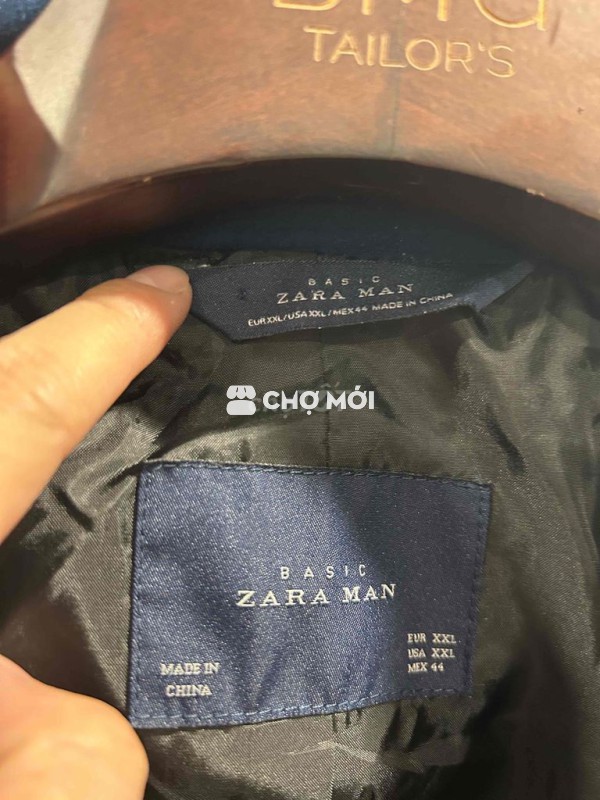 TAILOR'S
BASIC
ZARA MAN
EUR XXL/USA XXL/MEX 44 MADE IN CHINA
CHỢ MỚI
BASIC
ZARA MAN
EUR XXL
USA XXL
MEX 44
MADE IN
CHINA